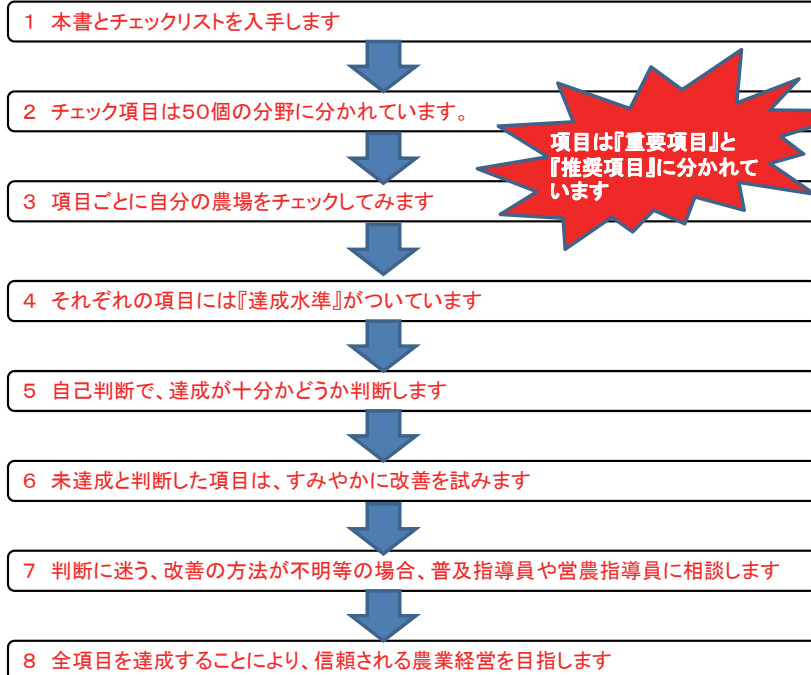 1 本書とチェックリストを入手します
2 チェック項目は50個の分野に分かれています。
項目は『重要項目』と
『推奨項目』に分かれて
います
3 項目ごとに自分の農場をチェックしてみます
4 それぞれの項目には『達成水準』がついています
5 自己判断で、達成が十分かどうか判断します
6 未達成と判断した項目は、すみやかに改善を試みます
7 判断に迷う、改善の方法が不明等の場合、普及指導員や営農指導員に相談します
8 全項目を達成することにより、信頼される農業経営を目指します